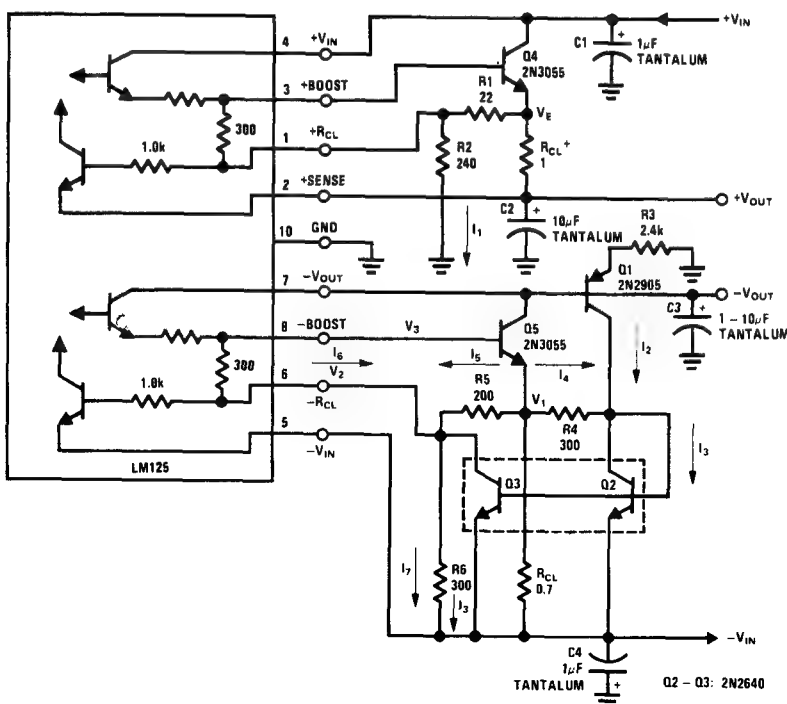 4 +VIN
+VIN
Q4
2N3055
C1
+
1μF
TANTALUM
3 +BOOST
R1
22
VE
300
1 +RCL
1.0k
R2
240
RCL+
1
2 +SENSE
+VOUT
C2
+
10μF
TANTALUM
I1
R3
2.4k
10 GND
7 -VOUT
Q1
2N2905
-VOUT
C3
+
1 - 10μF
TANTALUM
8 -BOOST
V3
Q5
2N3055
I2
300
I6
I5
I4
V2
6
-RCL
1.0k
R5
200
V1
R4
300
5
-VIN
I3
LM125
Q3
Q2
I7
R6
300
I3
RCL
0.7
-VIN
C4
1μF
TANTALUM
+
Q2 - Q3: 2N2640